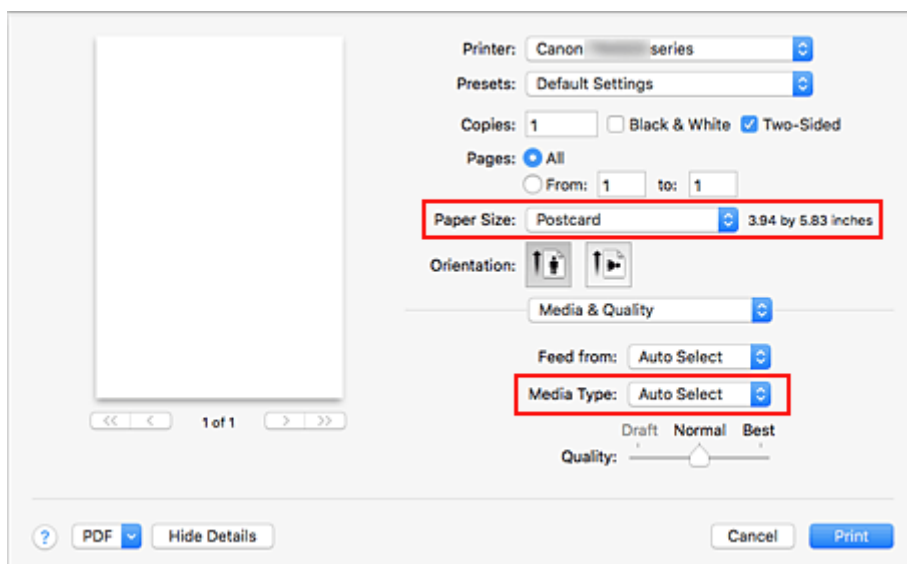 Printer: Canon series
Presets: Default Settings
Copies: 1 Black & White Two-Sided
Pages: All
From: 1 to: 1
Paper Size: Postcard 3.94 by 5.83 inches
Orientation:
Media & Quality
Feed from: Auto Select
Media Type: Auto Select
Draft Normal Best
Quality:
<< < 1 of 1 > >>
? PDF Hide Details Cancel Print